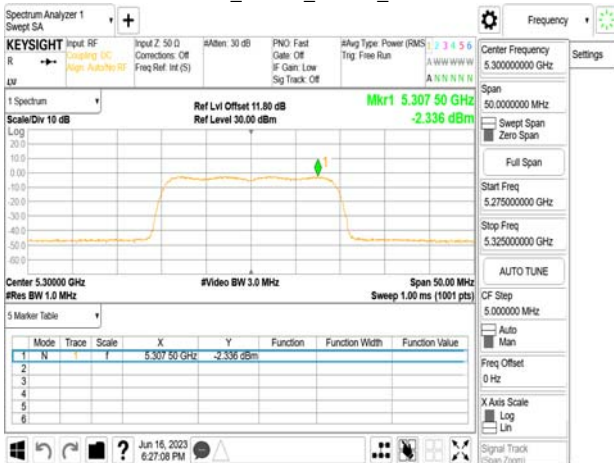 Spectrum Analyzer 1
Swept SA
+
Frequency
KEYSIGHT
R
LV
Input: RF
Coupling: DC
Align: Auto/No RF
Input Z: 50 Ω
Corrections: Off
Freq Ref: Int (S)
#Atten: 30 dB
PNO: Fast
Gate: Off
IF Gain: Low
Sig Track: Off
#Avg Type: Power (RMS
Trig: Free Run
1 2 3 4 5 6
A WWWWW
A N N N N N
Center Frequency
5.300000000 GHz
Settings
Span
50.0000000 MHz
Swept Span
Zero Span
Full Span
Start Freq
5.275000000 GHz
Stop Freq
5.325000000 GHz
AUTO TUNE
CF Step
5.000000 MHz
Auto
Man
Freq Offset
0 Hz
X Axis Scale
Log
Lin
Signal Track
(Span Zoom)
1 Spectrum
Scale/Div 10 dB
Ref Lvl Offset 11.80 dB
Ref Level 30.00 dBm
Mkr1 5.307 50 GHz
-2.336 dBm
Log
20.0
10.0
0.00
-10.0
-20.0
-30.0
-40.0
-50.0
-60.0
1
Center 5.30000 GHz
#Res BW 1.0 MHz
#Video BW 3.0 MHz
Span 50.00 MHz
Sweep 1.00 ms (1001 pts)
5 Marker Table
Mode Trace Scale X Y Function Function Width Function Value
1 N 1 f 5.307 50 GHz -2.336 dBm
2
3
4
5
6
?
Jun 16, 2023
6:27:08 PM